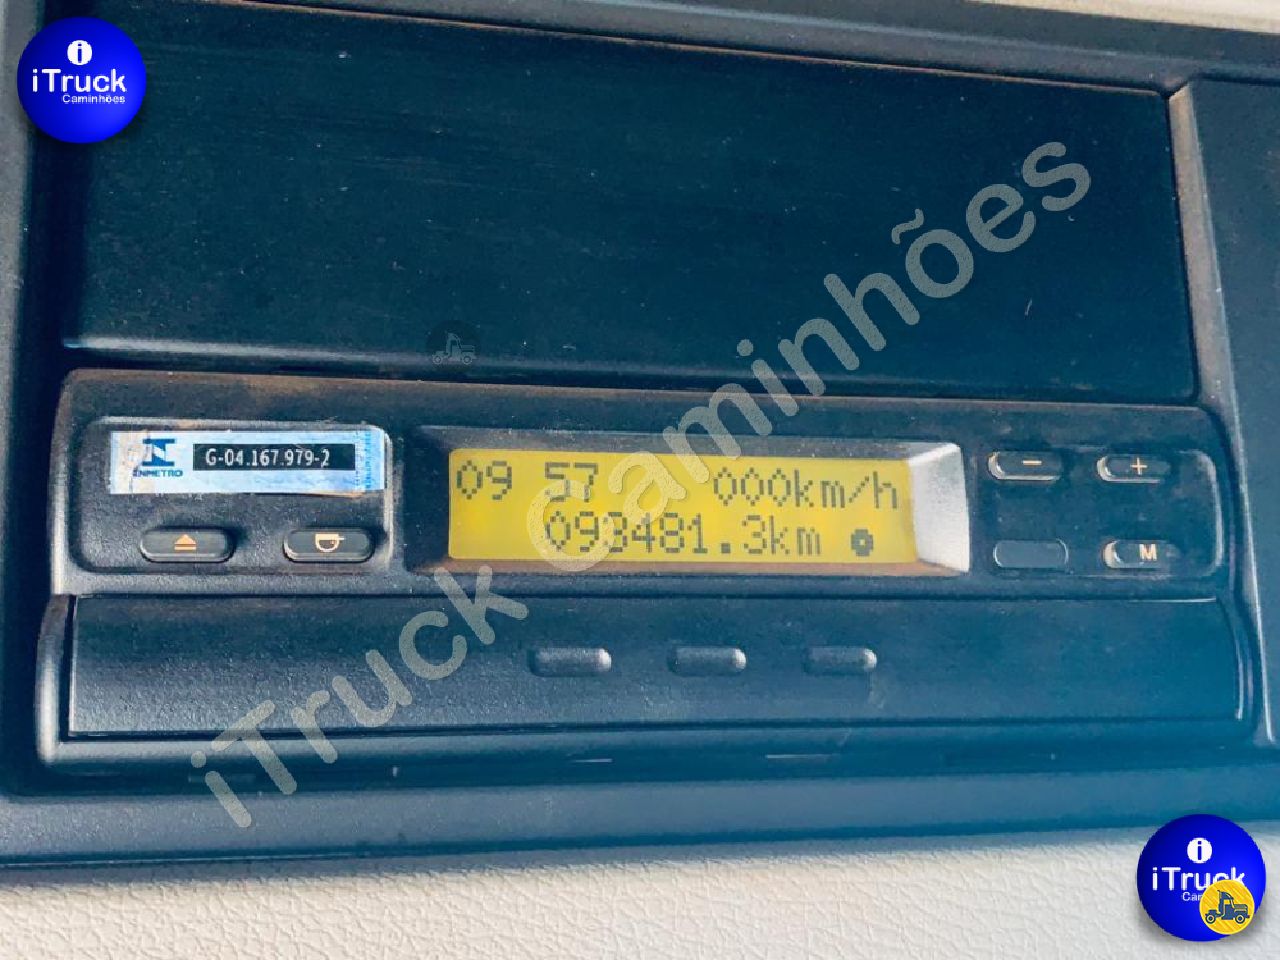 i
iTruck
Caminhões
iTruck Caminhões
INMETRO
G-04.167.979-2
09 57 000km/h
093481.3km
− +
M
i
iTruck